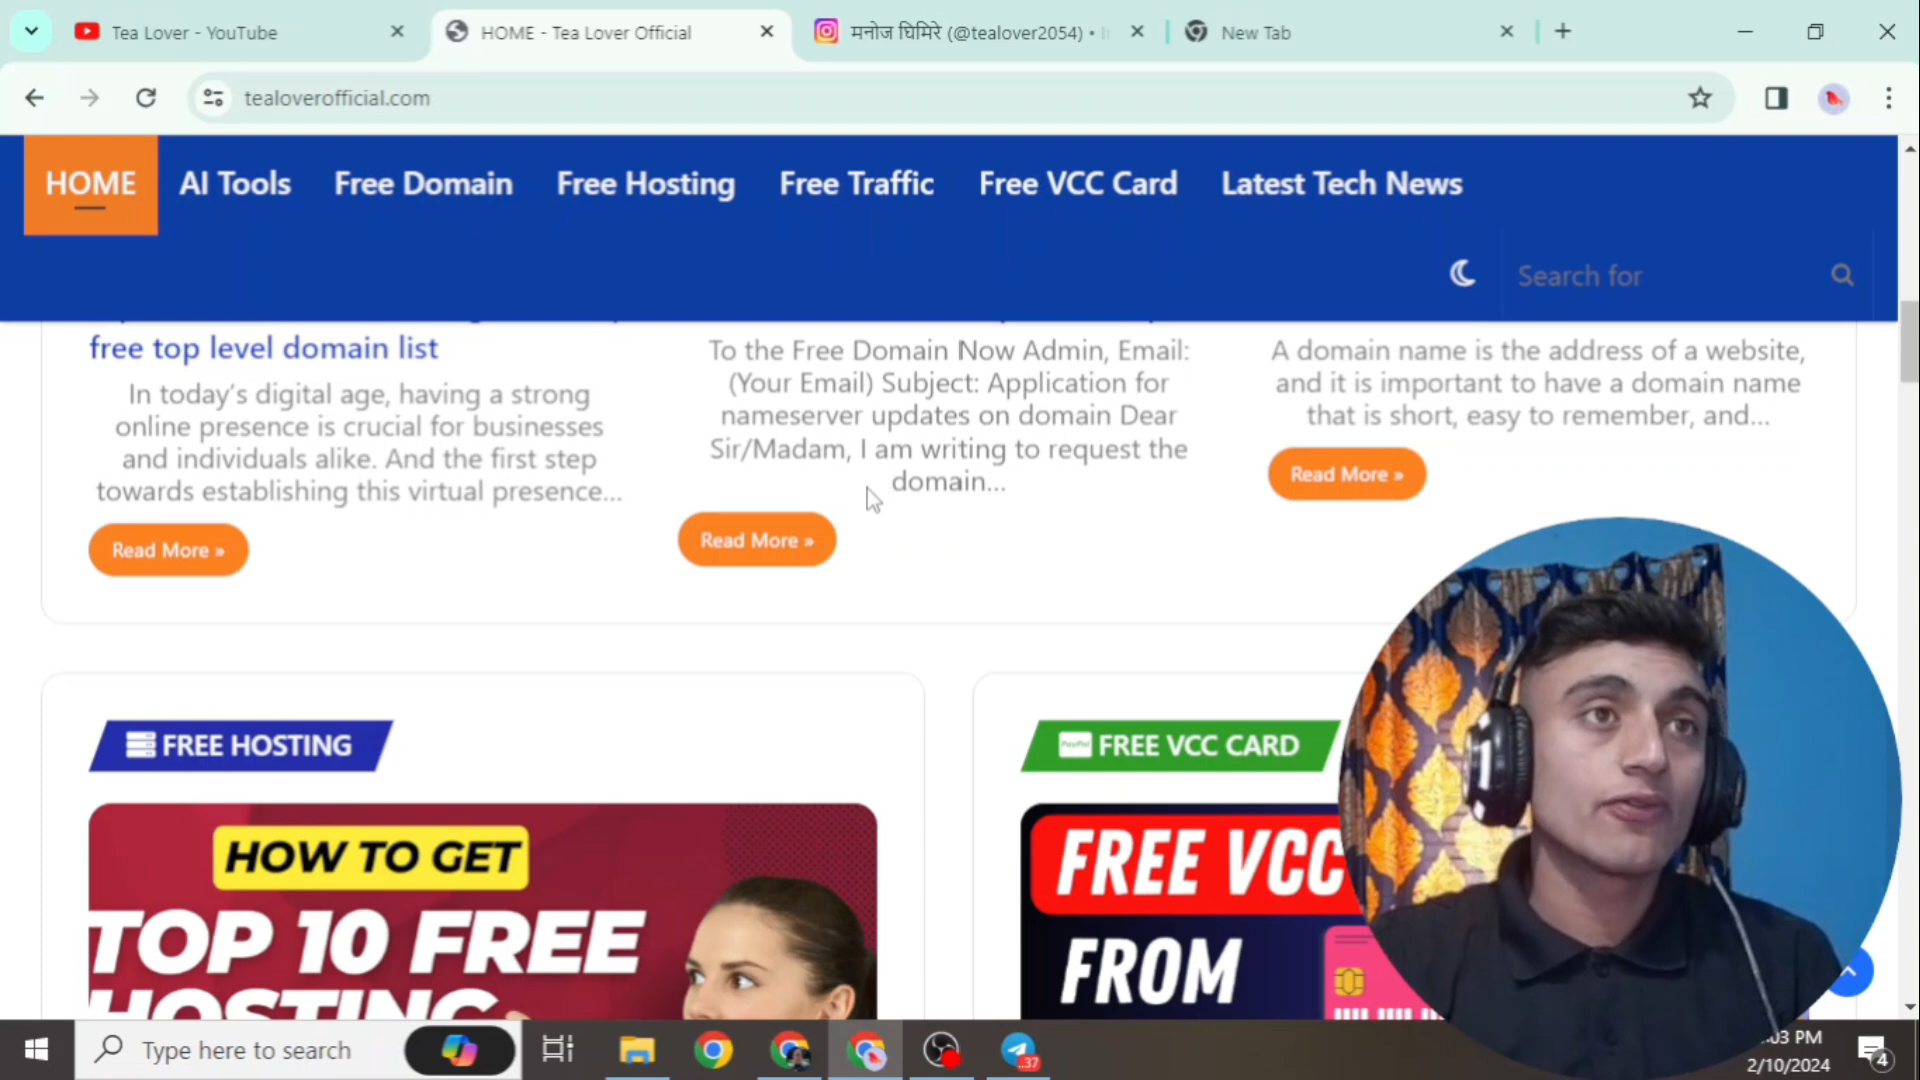 Tea Lover - YouTube
HOME - Tea Lover Official
मनोज घिमिरे (@tealover2054) •
New Tab
tealoverofficial.com
HOME
AI Tools
Free Domain
Free Hosting
Free Traffic
Free VCC Card
Latest Tech News
Search for
free top level domain list
In today's digital age, having a strong
online presence is crucial for businesses
and individuals alike. And the first step
towards establishing this virtual presence...
Read More »
To the Free Domain Now Admin, Email:
(Your Email) Subject: Application for
nameserver updates on domain Dear
Sir/Madam, I am writing to request the
domain...
Read More »
A domain name is the address of a website,
and it is important to have a domain name
that is short, easy to remember, and...
Read More »
FREE HOSTING
HOW TO GET
TOP 10 FREE
HOSTING
PayPal
FREE VCC CARD
FREE VCC
FROM
Type here to search
37
:03 PM
2/10/2024
4